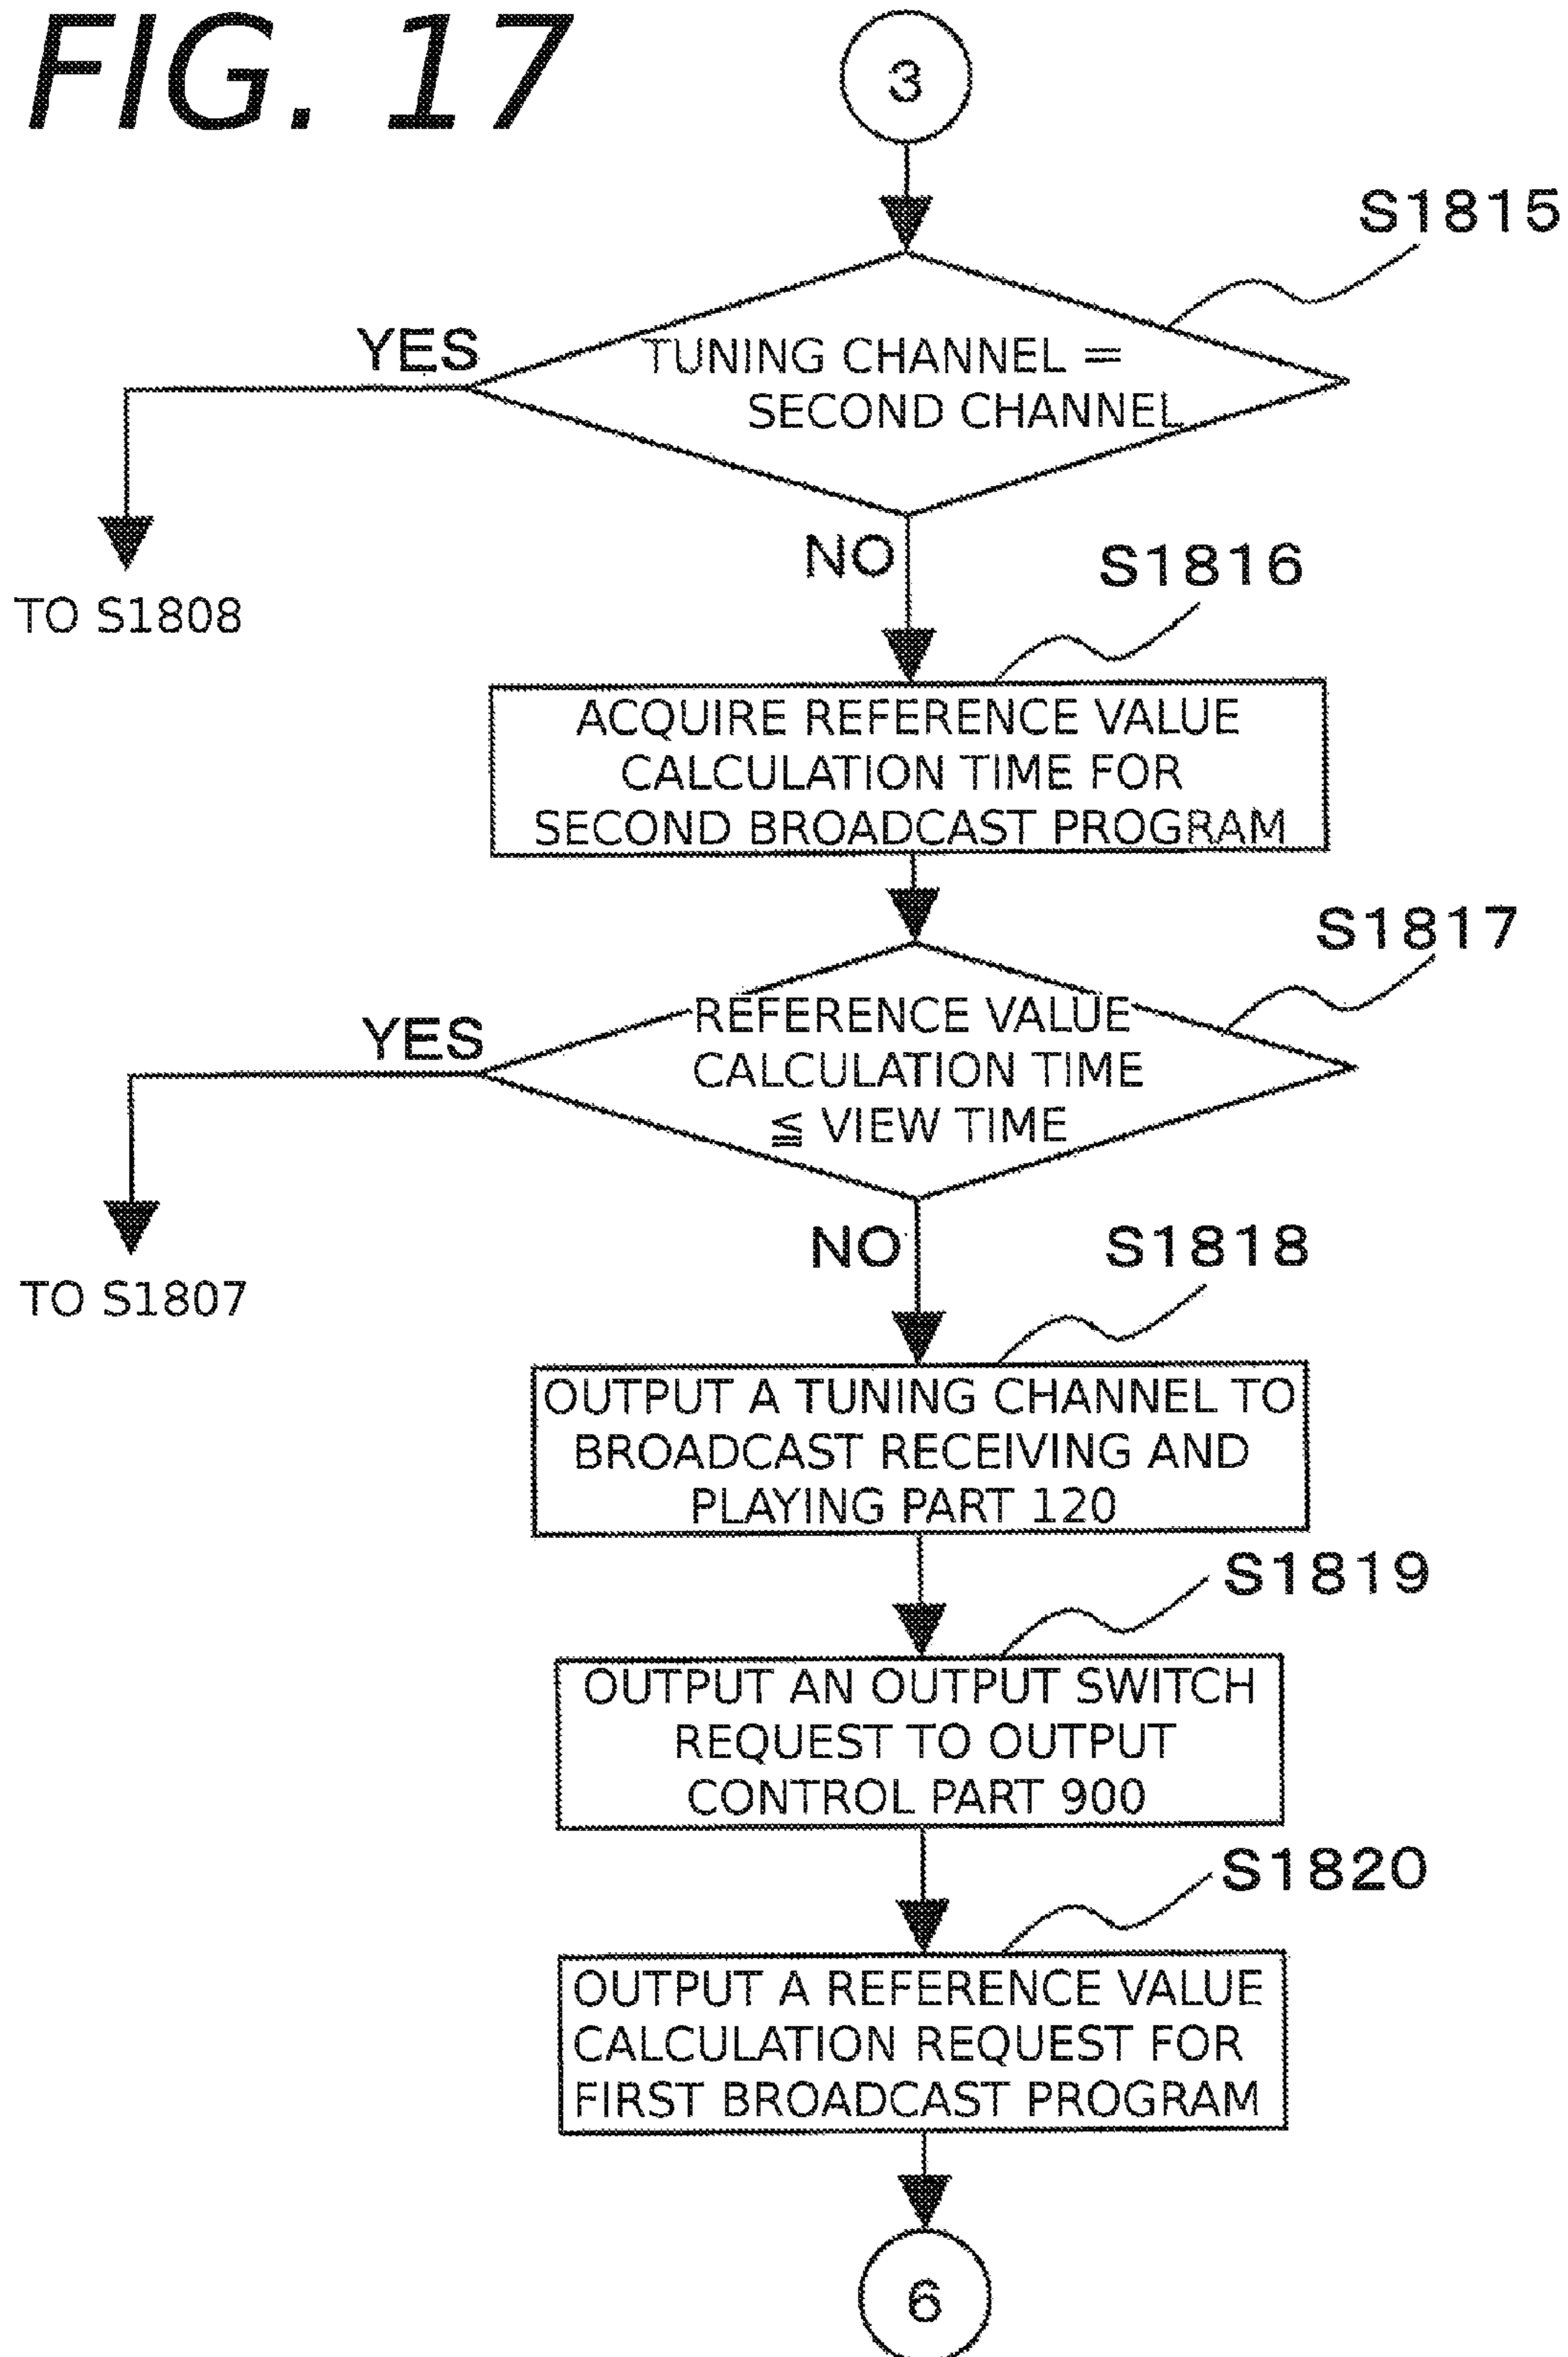 FIG. 17
3
S1815
YES
TUNING CHANNEL =
SECOND CHANNEL
NO
S1816
TO S1808
ACQUIRE REFERENCE VALUE
CALCULATION TIME FOR
SECOND BROADCAST PROGRAM
S1817
YES
REFERENCE VALUE
CALCULATION TIME
≦ VIEW TIME
NO
S1818
TO S1807
OUTPUT A TUNING CHANNEL TO
BROADCAST RECEIVING AND
PLAYING PART 120
S1819
OUTPUT AN OUTPUT SWITCH
REQUEST TO OUTPUT
CONTROL PART 900
S1820
OUTPUT A REFERENCE VALUE
CALCULATION REQUEST FOR
FIRST BROADCAST PROGRAM
6